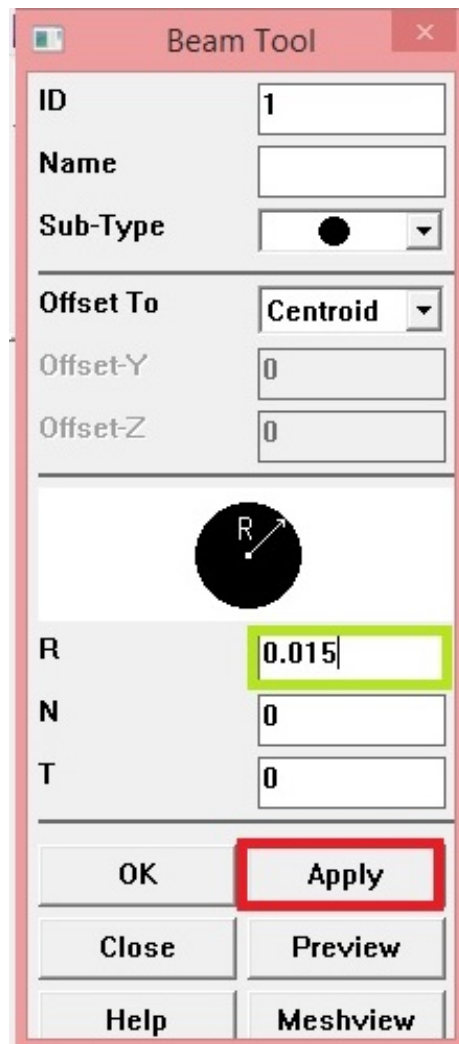 Beam Tool
ID 1
Name
Sub-Type
Offset To Centroid
Offset-Y 0
Offset-Z 0
R
R 0.015
N 0
T 0
OK Apply
Close Preview
Help Meshview